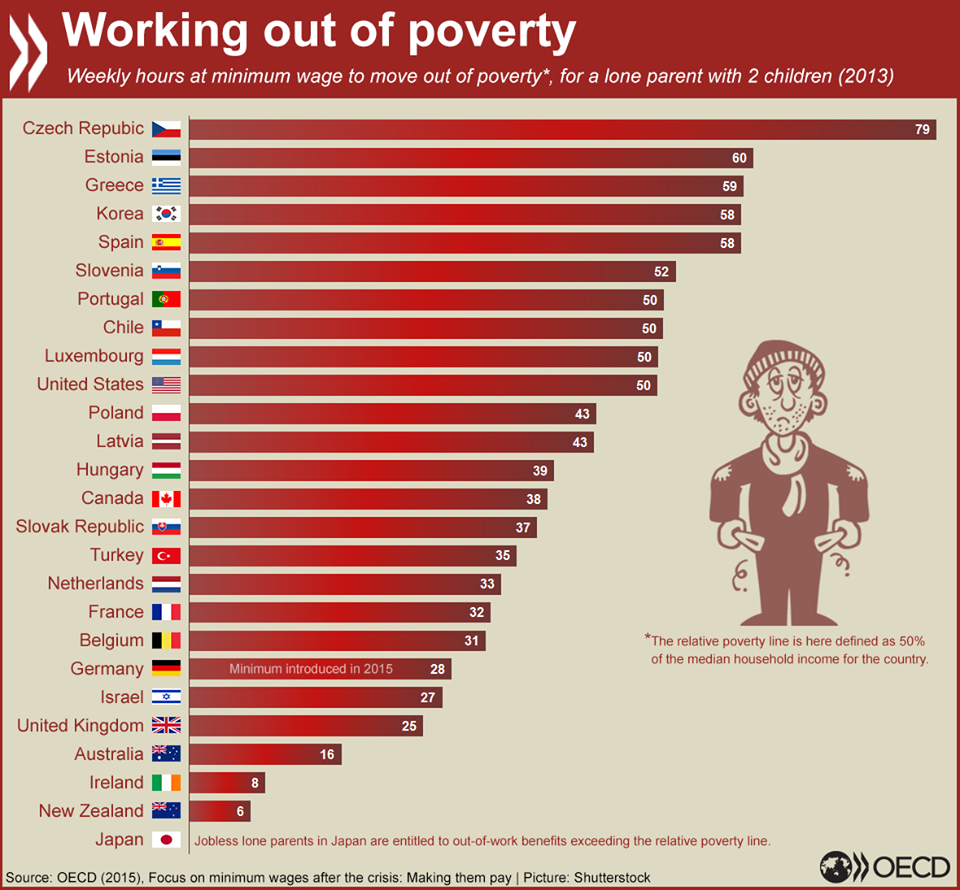 Working out of poverty
Weekly hours at minimum wage to move out of poverty*, for a lone parent with 2 children (2013)
Czech Repubic 79
Estonia 60
Greece 59
Korea 58
Spain 58
Slovenia 52
Portugal 50
Chile 50
Luxembourg 50
United States 50
Poland 43
Latvia 43
Hungary 39
Canada 38
Slovak Republic 37
Turkey 35
Netherlands 33
France 32
Belgium 31
*The relative poverty line is here defined as 50%
of the median household income for the country.
Germany Minimum introduced in 2015 28
Israel 27
United Kingdom 25
Australia 16
Ireland 8
New Zealand 6
Japan Jobless lone parents in Japan are entitled to out-of-work benefits exceeding the relative poverty line.
Source: OECD (2015), Focus on minimum wages after the crisis: Making them pay | Picture: Shutterstock
OECD